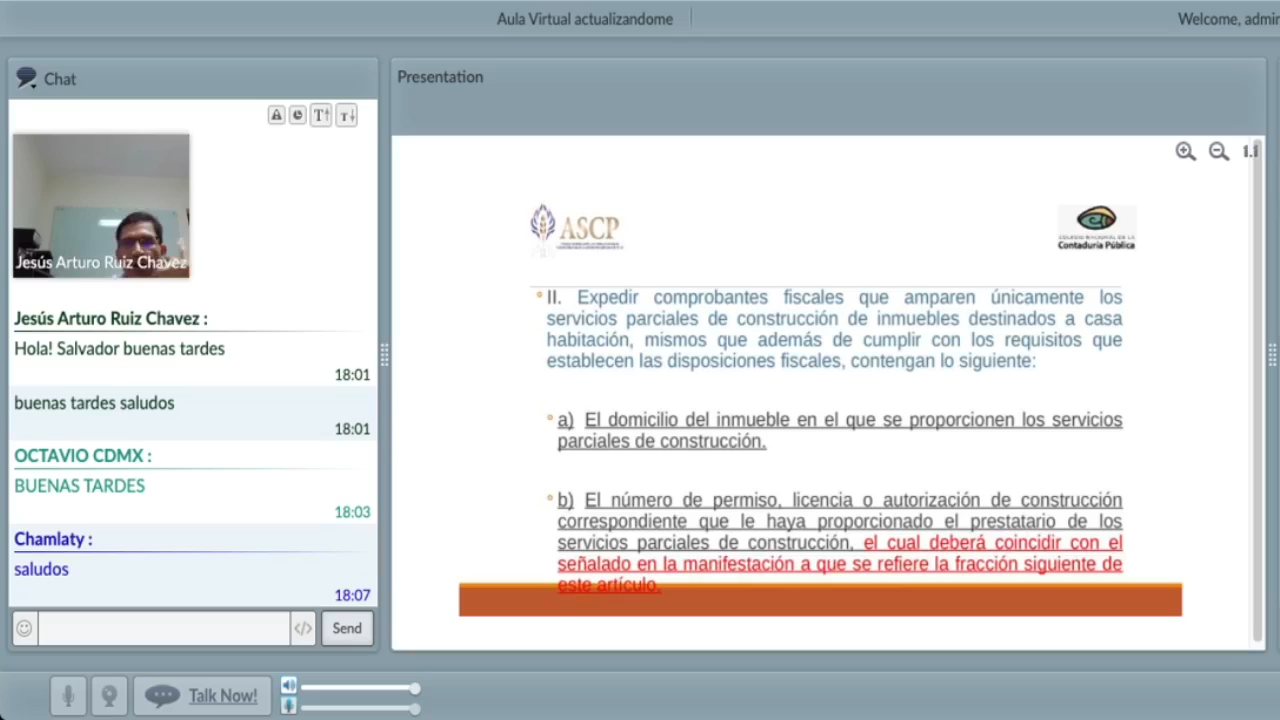 Aula Virtual actualizandome
Welcome, admin
Chat
Jesús Arturo Ruiz Chavez
Jesús Arturo Ruiz Chavez :
Hola! Salvador buenas tardes
18:01
buenas tardes saludos
18:01
OCTAVIO CDMX :
BUENAS TARDES
18:03
Chamlaty :
saludos
18:07
Send
Talk Now!
Presentation
ASCP
Contaduría Pública
II. Expedir comprobantes fiscales que amparen únicamente los
servicios parciales de construcción de inmuebles destinados a casa
habitación, mismos que además de cumplir con los requisitos que
establecen las disposiciones fiscales, contengan lo siguiente:
a) El domicilio del inmueble en el que se proporcionen los servicios
parciales de construcción.
b) El número de permiso, licencia o autorización de construcción
correspondiente que le haya proporcionado el prestatario de los
servicios parciales de construcción, el cual deberá coincidir con el
señalado en la manifestación a que se refiere la fracción siguiente de
este artículo.